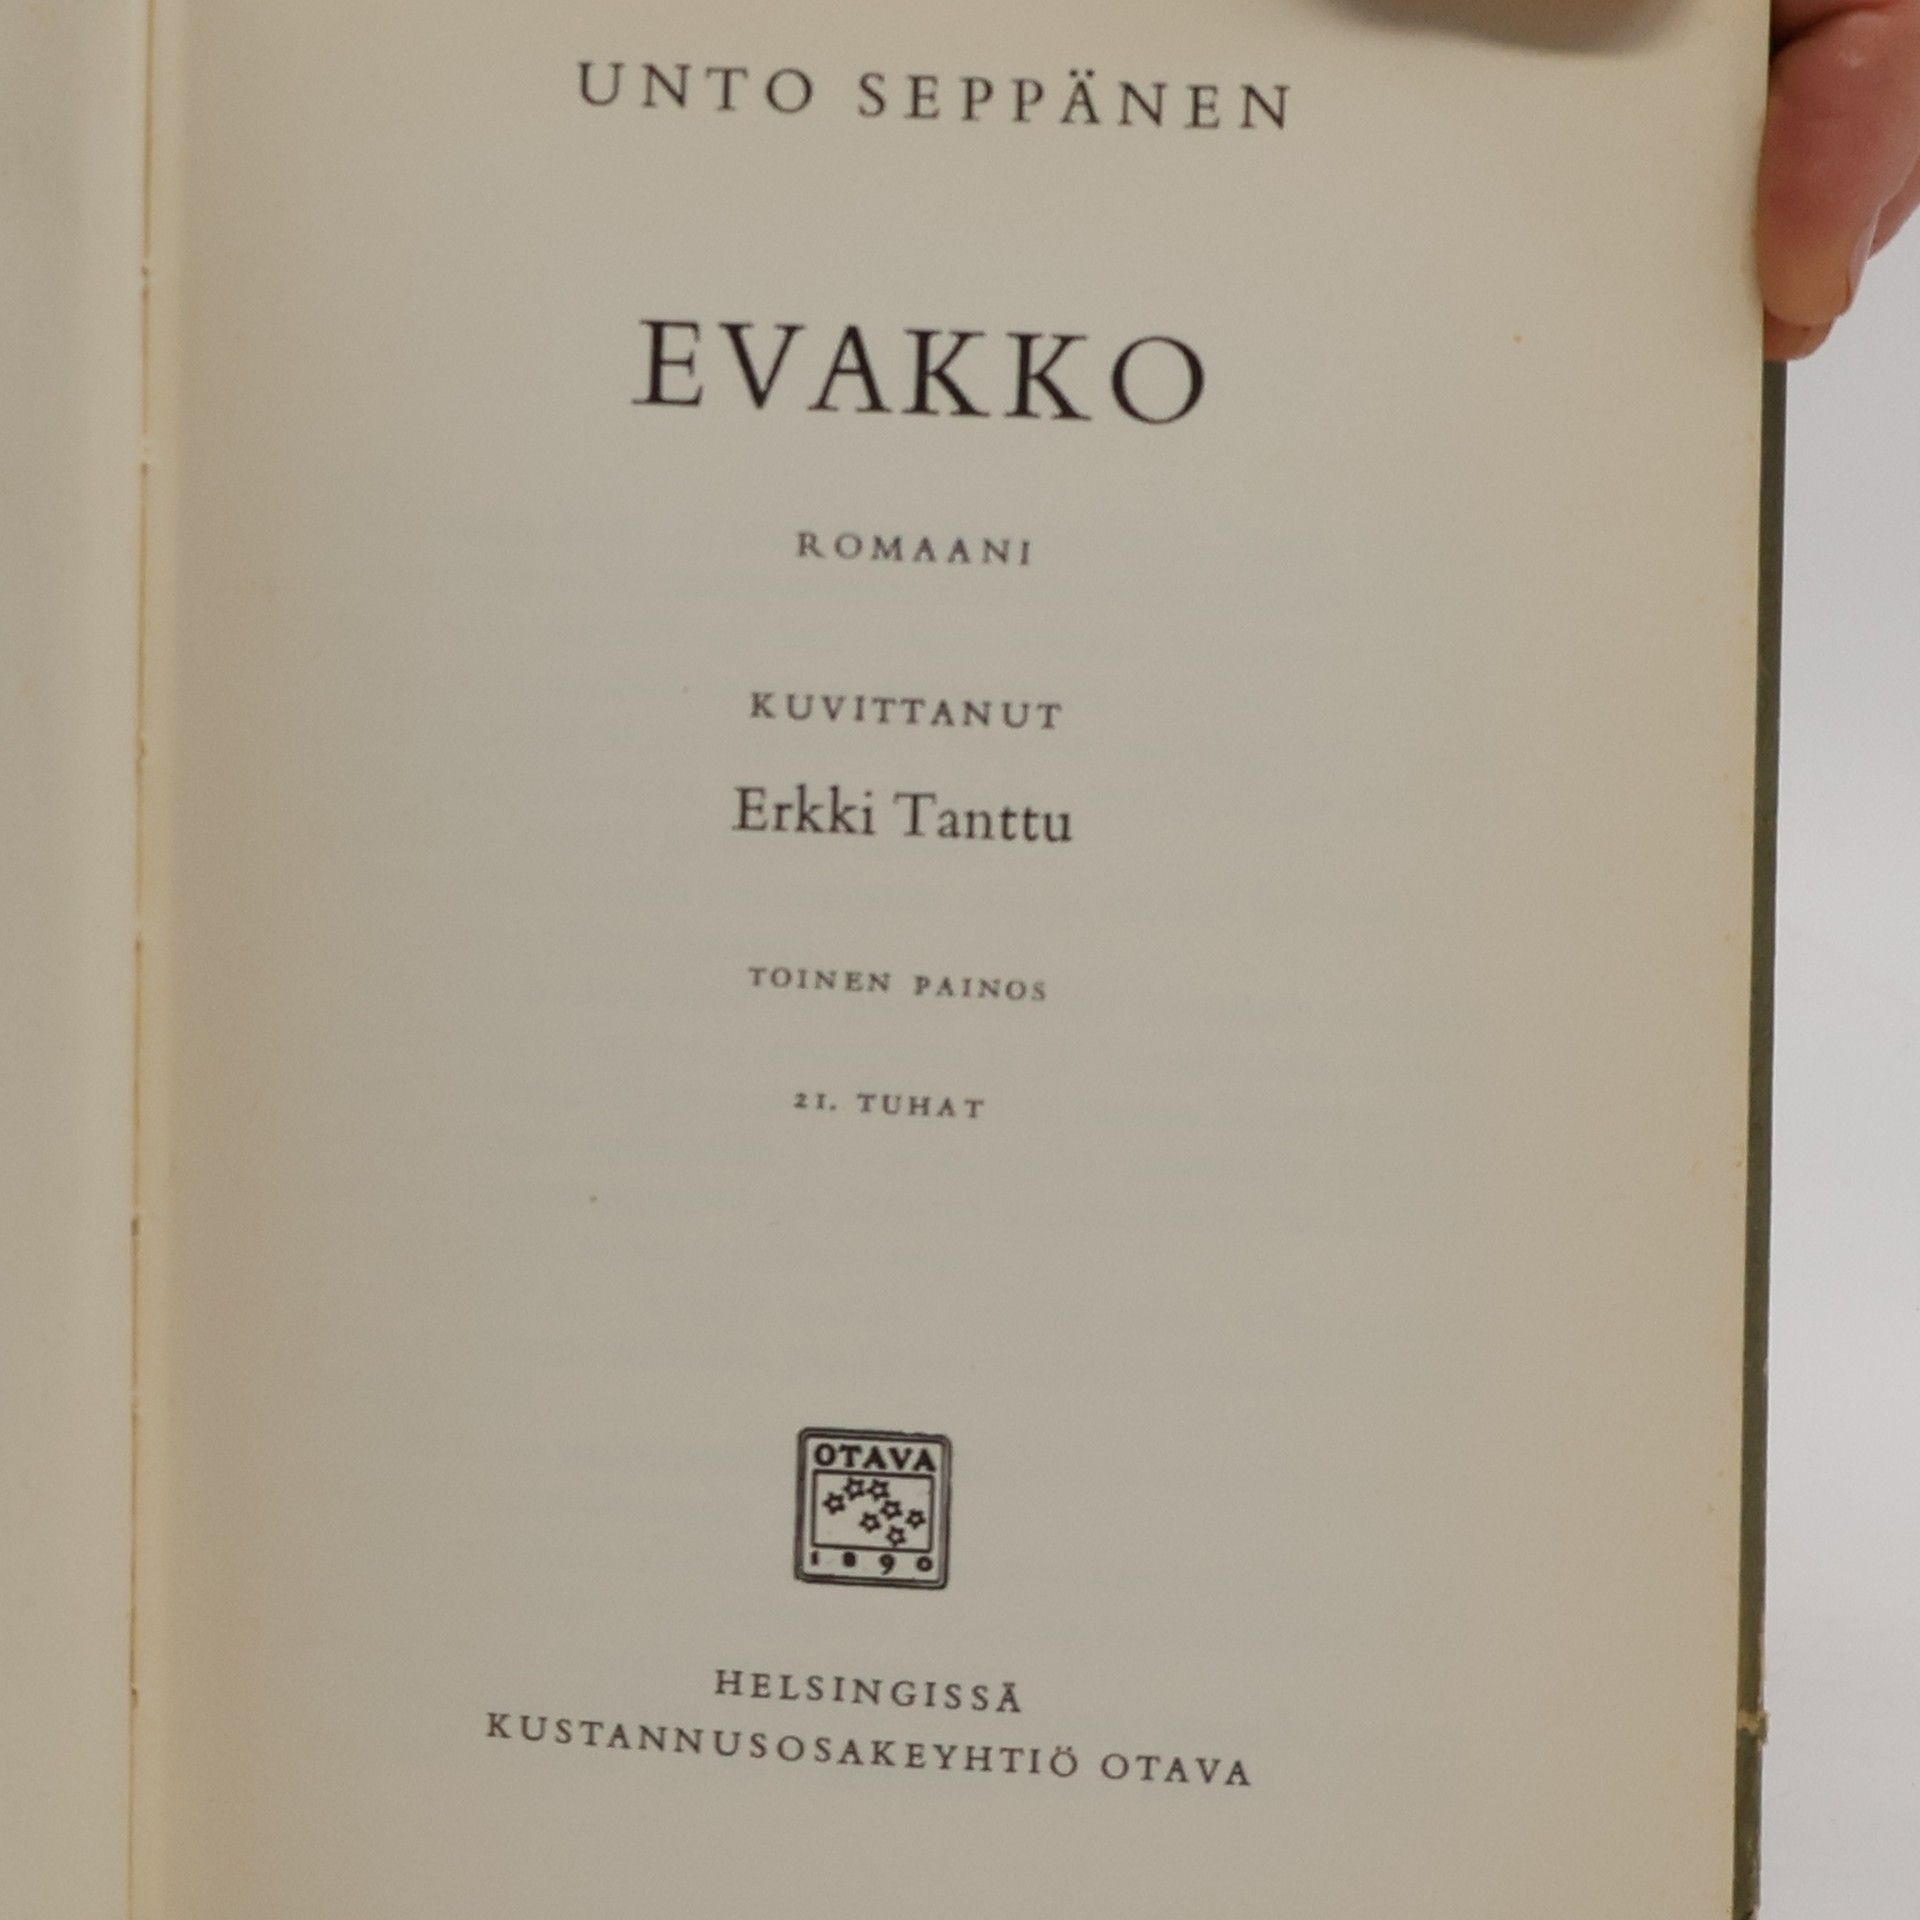 UNTO SEPPÄNEN
EVAKKO
ROMAANI
KUVITTANUT
Erkki Tanttu
TOINEN PAINOS
21. TUHAT
OTAVA
1890
HELSINGISSÄ
KUSTANNUSOSAKEYHTIÖ OTAVA